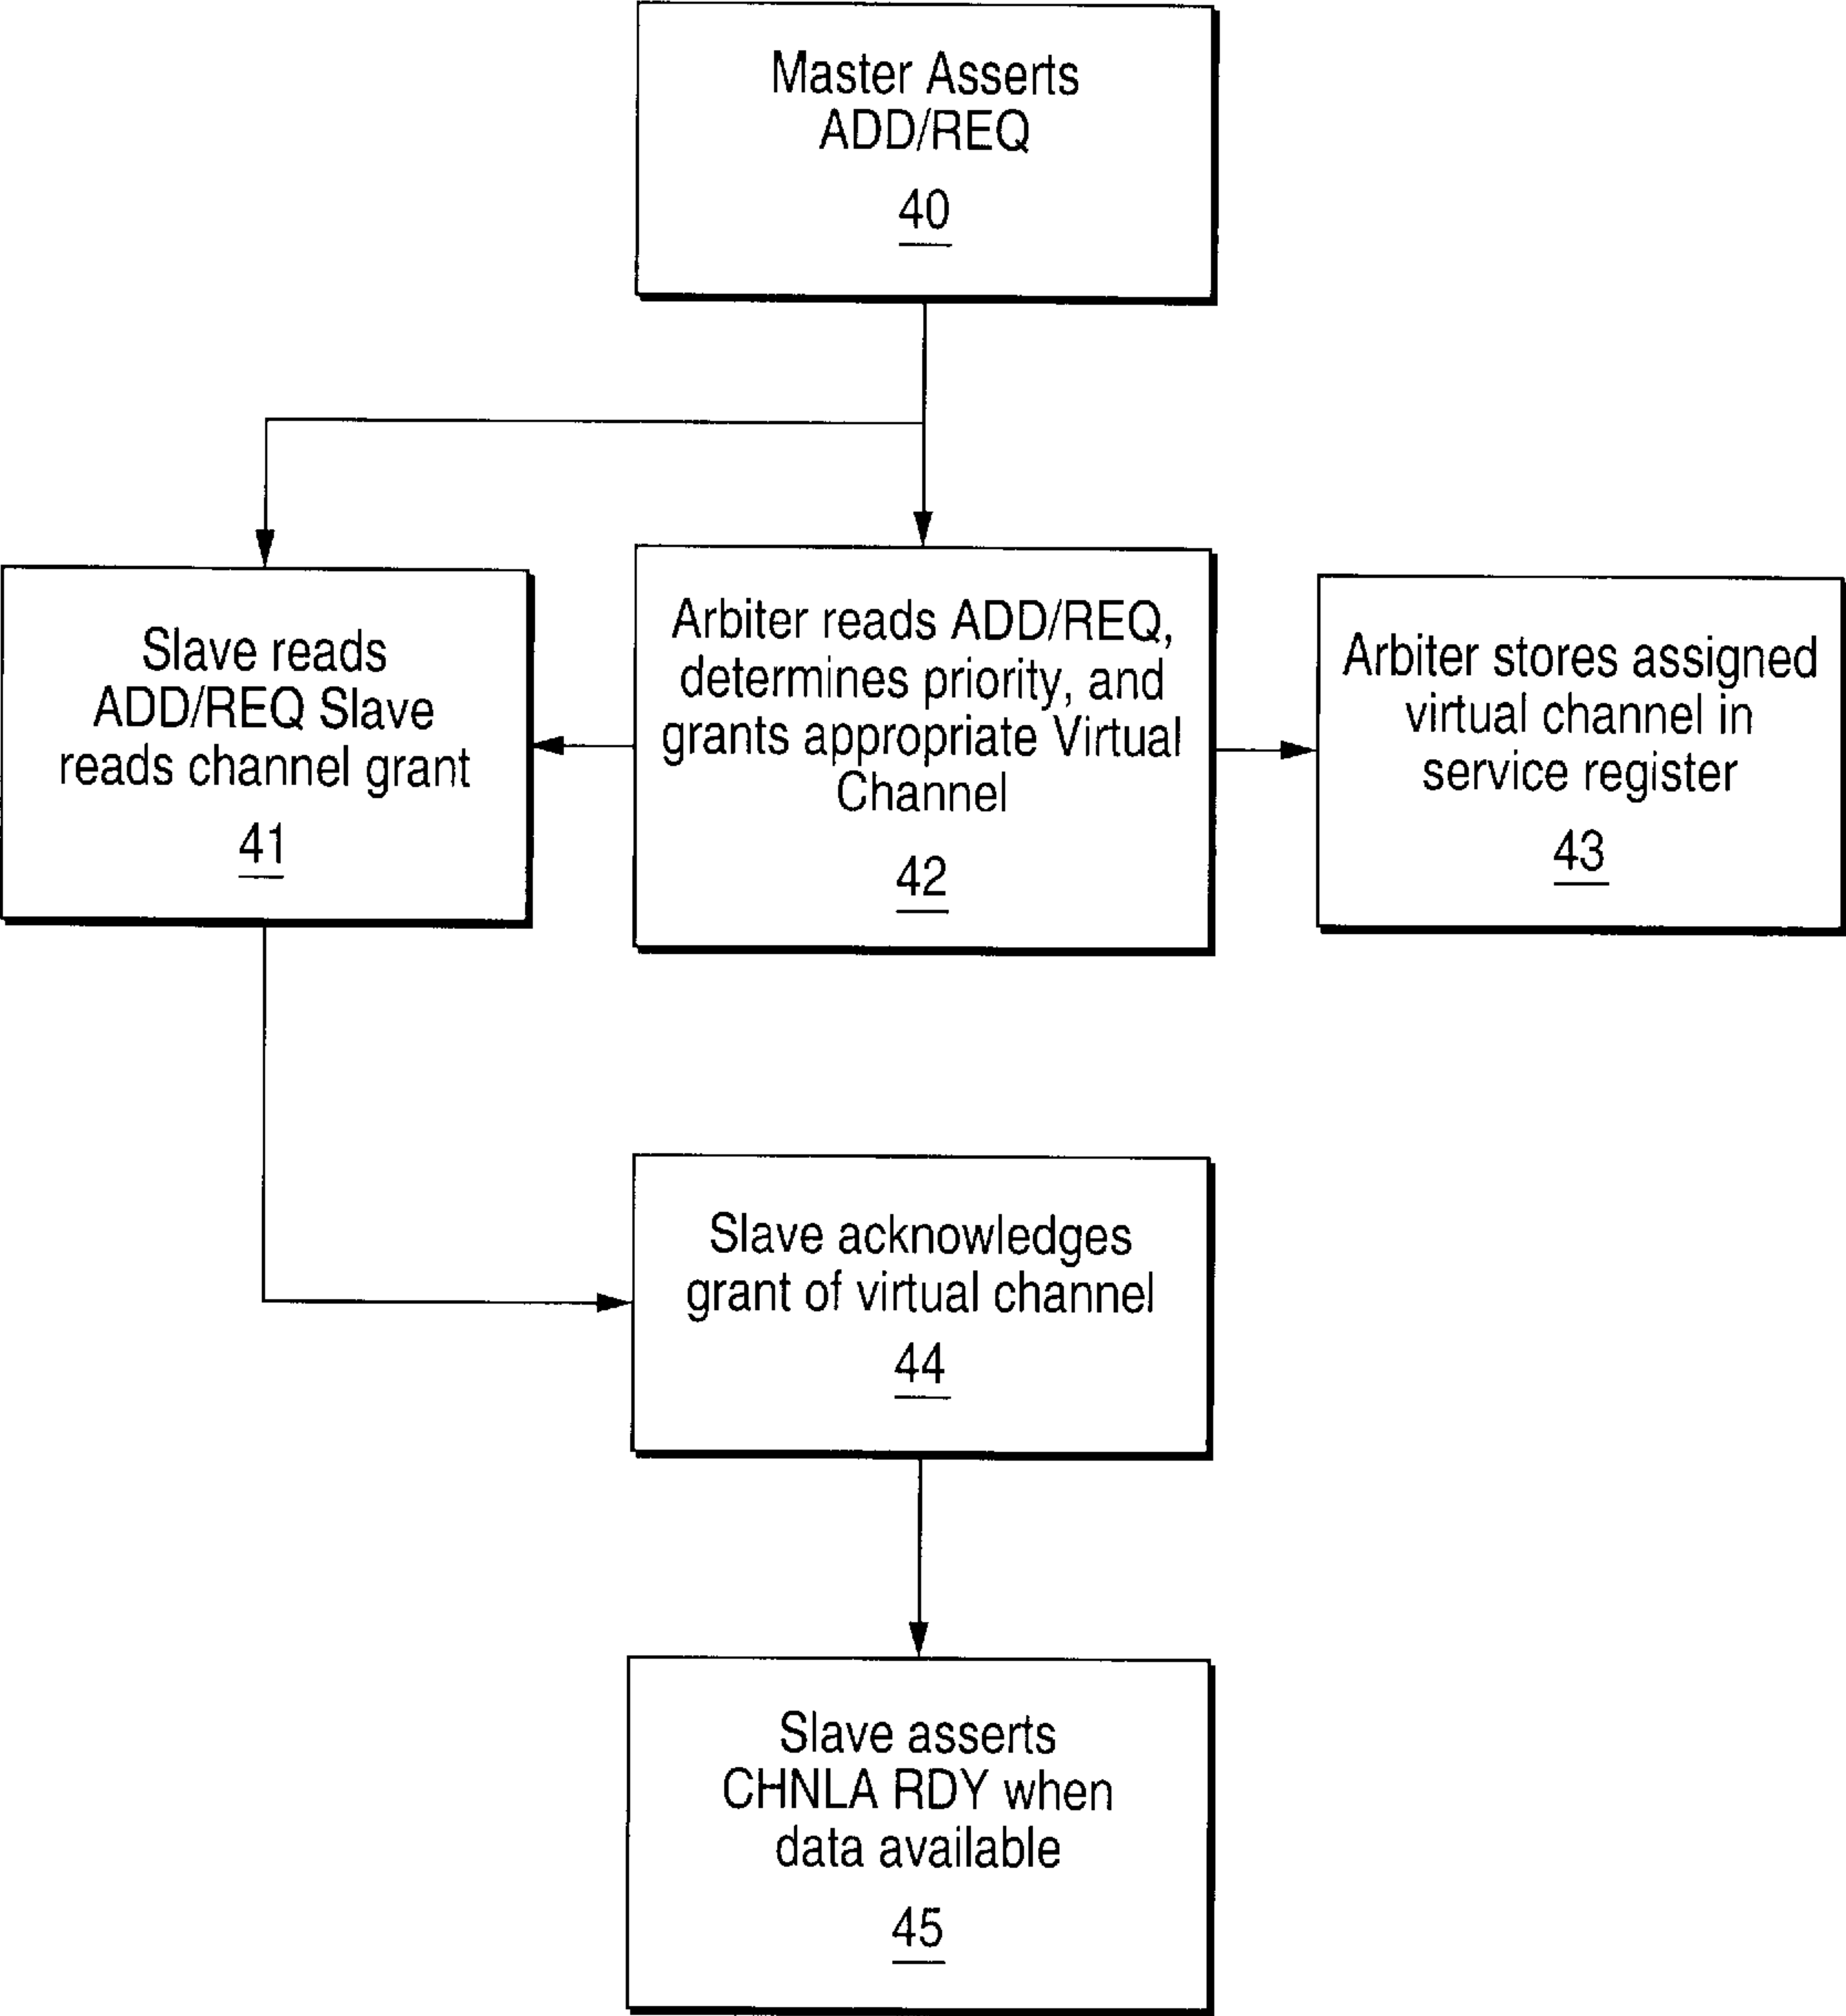 Master Asserts
ADD/REQ
40
Slave reads
ADD/REQ Slave
reads channel grant
41
Arbiter reads ADD/REQ,
determines priority, and
grants appropriate Virtual
Channel
42
Arbiter stores assigned
virtual channel in
service register
43
Slave acknowledges
grant of virtual channel
44
Slave asserts
CHNLA RDY when
data available
45